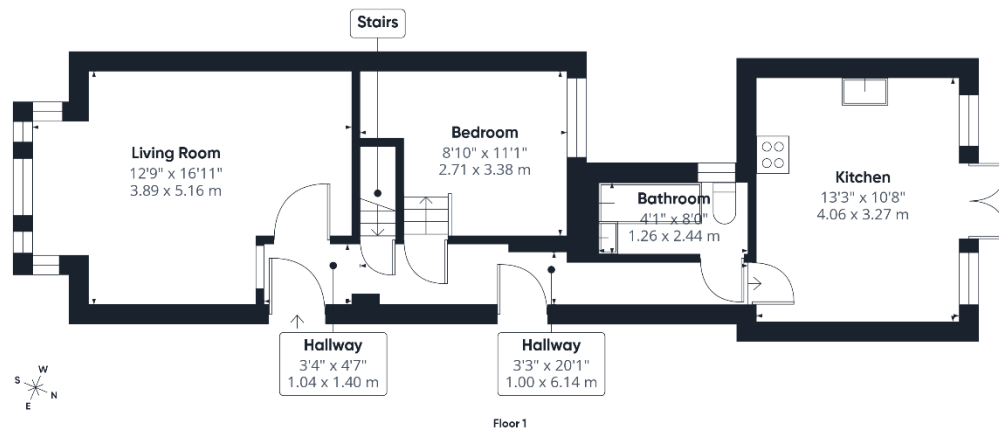 Stairs
Living Room
12'9" x 16'11"
3.89 x 5.16 m
Bedroom
8'10" x 11'1"
2.71 x 3.38 m
Bathroom
4'1" x 8'0"
1.26 x 2.44 m
Kitchen
13'3" x 10'8"
4.06 x 3.27 m
Hallway
3'4" x 4'7"
1.04 x 1.40 m
Hallway
3'3" x 20'1"
1.00 x 6.14 m
W
S
N
E
Floor 1